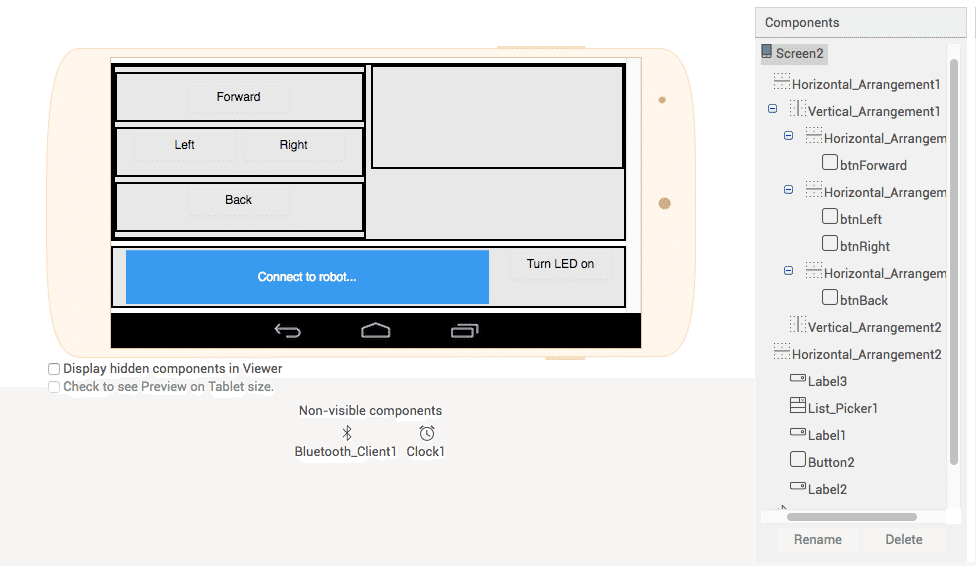 Components
Screen2
Horizontal_Arrangement1
Vertical_Arrangement1
Horizontal_Arrangem
btnForward
Horizontal_Arrangem
btnLeft
btnRight
Horizontal_Arrangem
btnBack
Vertical_Arrangement2
Horizontal_Arrangement2
Label3
List_Picker1
Label1
Button2
Label2
Rename Delete
Forward
Left Right
Back
Connect to robot...
Turn LED on
Display hidden components in Viewer
Check to see Preview on Tablet size.
Non-visible components
Bluetooth_Client1 Clock1